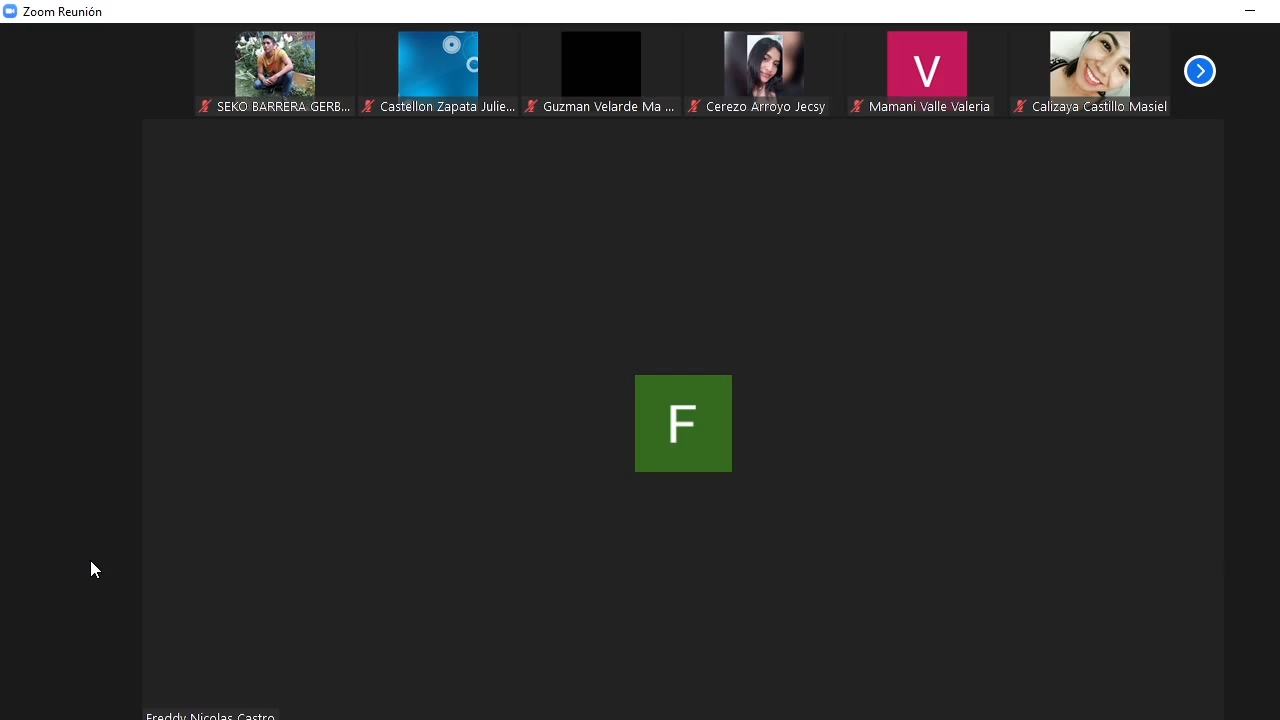 Zoom Reunión
SEKO BARRERA GERB...
Castellon Zapata Julie...
Guzman Velarde Ma ...
Cerezo Arroyo Jecsy
Mamani Valle Valeria
Calizaya Castillo Masiel
V
F
Freddy Nicolas Castro